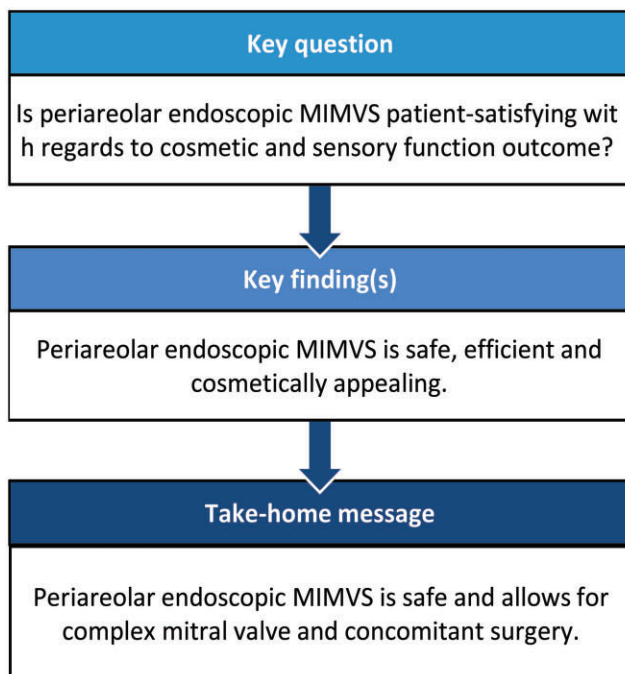 Key question
Is periareolar endoscopic MIMVS patient-satisfying wit
h regards to cosmetic and sensory function outcome?
Key finding(s)
Periareolar endoscopic MIMVS is safe, efficient and
cosmetically appealing.
Take-home message
Periareolar endoscopic MIMVS is safe and allows for
complex mitral valve and concomitant surgery.